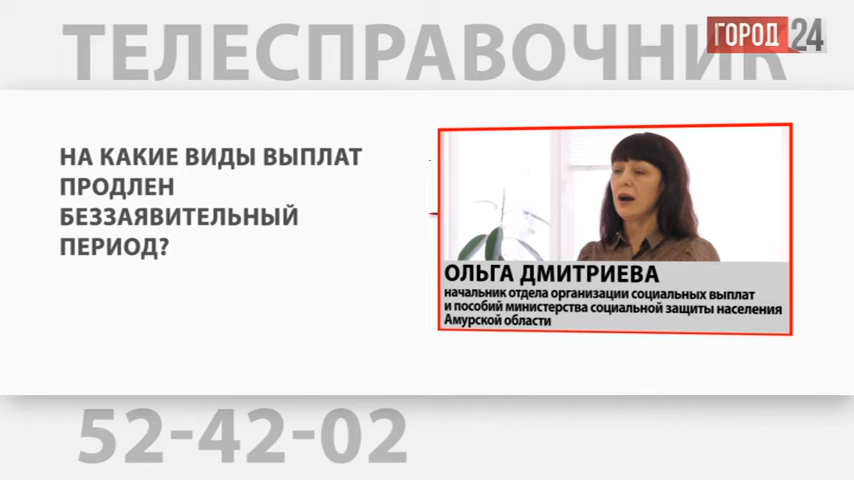 ТЕЛЕСПРАВОЧНИК
ГОРОД 24
НА КАКИЕ ВИДЫ ВЫПЛАТ
ПРОДЛЕН
БЕЗЗАЯВИТЕЛЬНЫЙ
ПЕРИОД?
ОЛЬГА ДМИТРИЕВА
начальник отдела организации социальных выплат
и пособий министерства социальной защиты населения
Амурской области
52-42-02